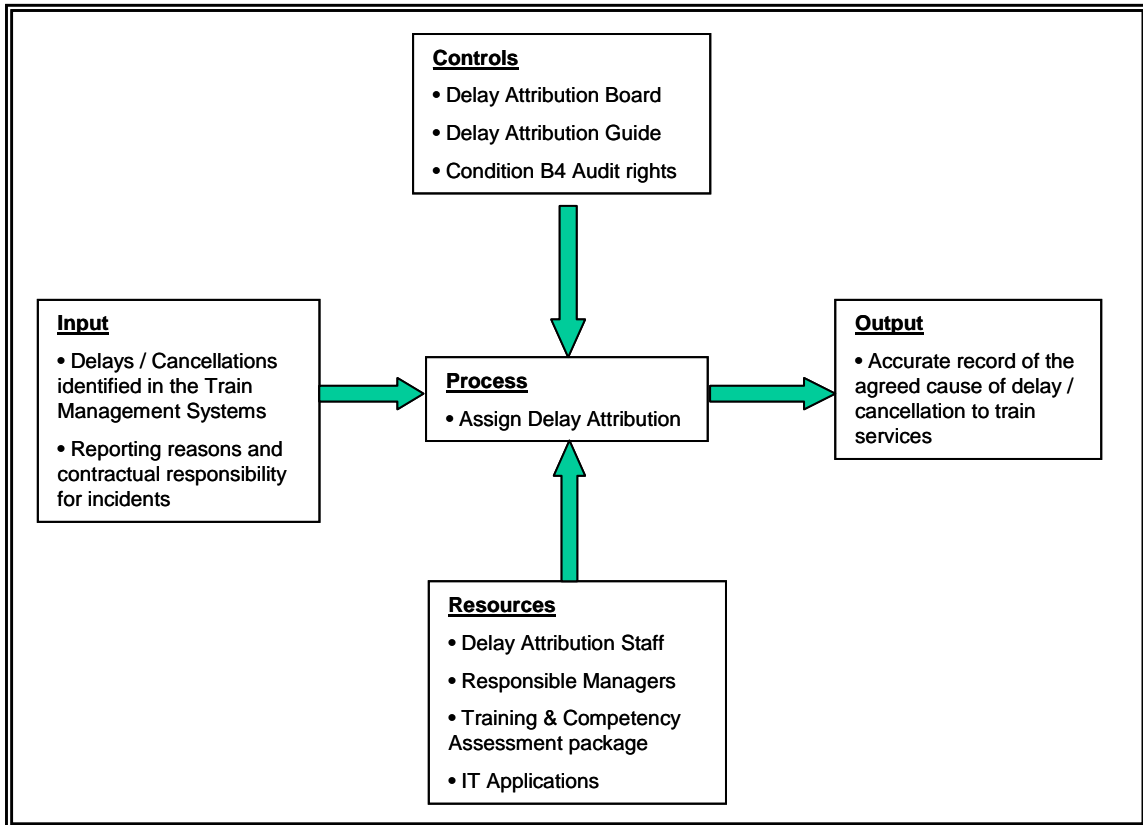 Controls
• Delay Attribution Board
• Delay Attribution Guide
• Condition B4 Audit rights
Input
• Delays / Cancellations
identified in the Train
Management Systems
• Reporting reasons and
contractual responsibility
for incidents
Process
• Assign Delay Attribution
Output
• Accurate record of the
agreed cause of delay /
cancellation to train
services
Resources
• Delay Attribution Staff
• Responsible Managers
• Training & Competency
Assessment package
• IT Applications